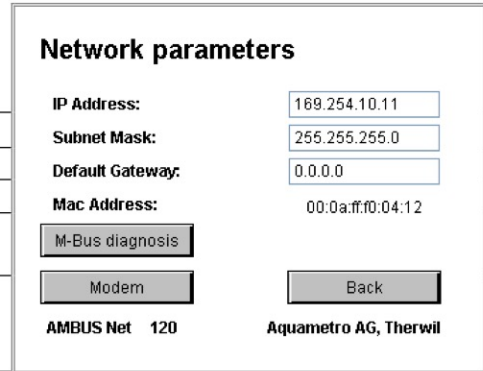 Network parameters
IP Address: 169.254.10.11
Subnet Mask: 255.255.255.0
Default Gateway: 0.0.0.0
Mac Address: 00:0a:ff:f0:04:12
M-Bus diagnosis
Modem Back
AMBUS Net 120 Aquametro AG, Therwil